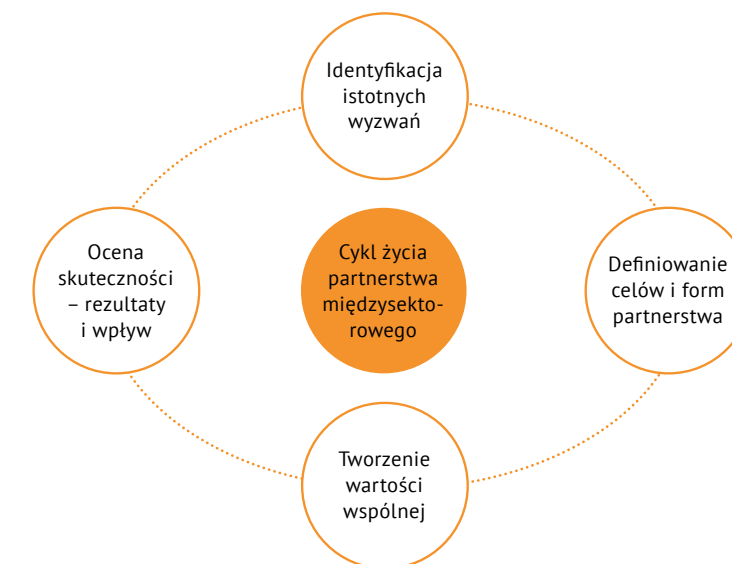 Identyfikacja
istotnych
wyzwań
Ocena
skuteczności
– rezultaty
i wpływ
Cykl życia
partnerstwa
międzysekto-
rowego
Definiowanie
celów i form
partnerstwa
Tworzenie
wartości
wspólnej